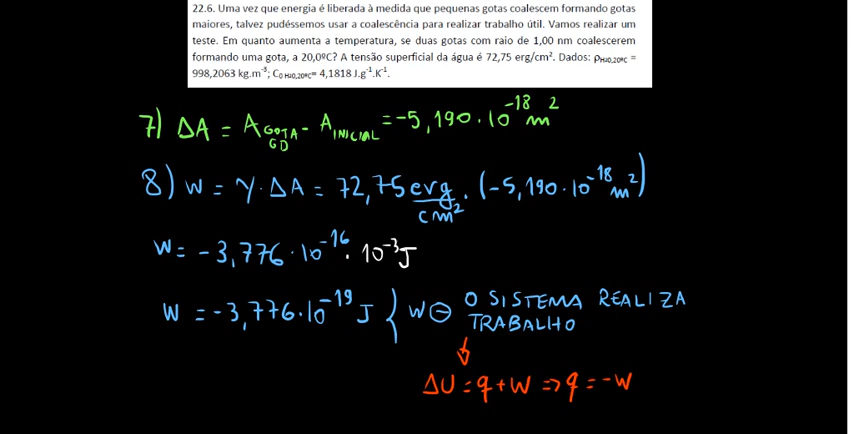 22.6. Uma vez que energia é liberada à medida que pequenas gotas coalescem formando gotas
maiores, talvez pudéssemos usar a coalescência para realizar trabalho útil. Vamos realizar um
teste. Em quanto aumenta a temperatura, se duas gotas com raio de 1,00 nm coalescerem
formando uma gota, a 20,0ºC? A tensão superficial da água é 72,75 erg/cm². Dados: ρH₂O,20ºC =
998,2063 kg.m⁻³; C₀ H₂O,20ºC= 4,1818 J.g⁻¹.K⁻¹.
7) ΔA = A GOTA GD - A INICIAL = -5,190.10⁻¹⁸ m²
8) W = γ.ΔA = 72,75 erg/cm² . (-5,190.10⁻¹⁸ m²)
W = -3,776.10⁻¹⁶ . 10⁻³ J
W = -3,776.10⁻¹⁹ J } W⊖ O SISTEMA REALIZA
TRABALHO
↓
ΔU = q + W => q = -W